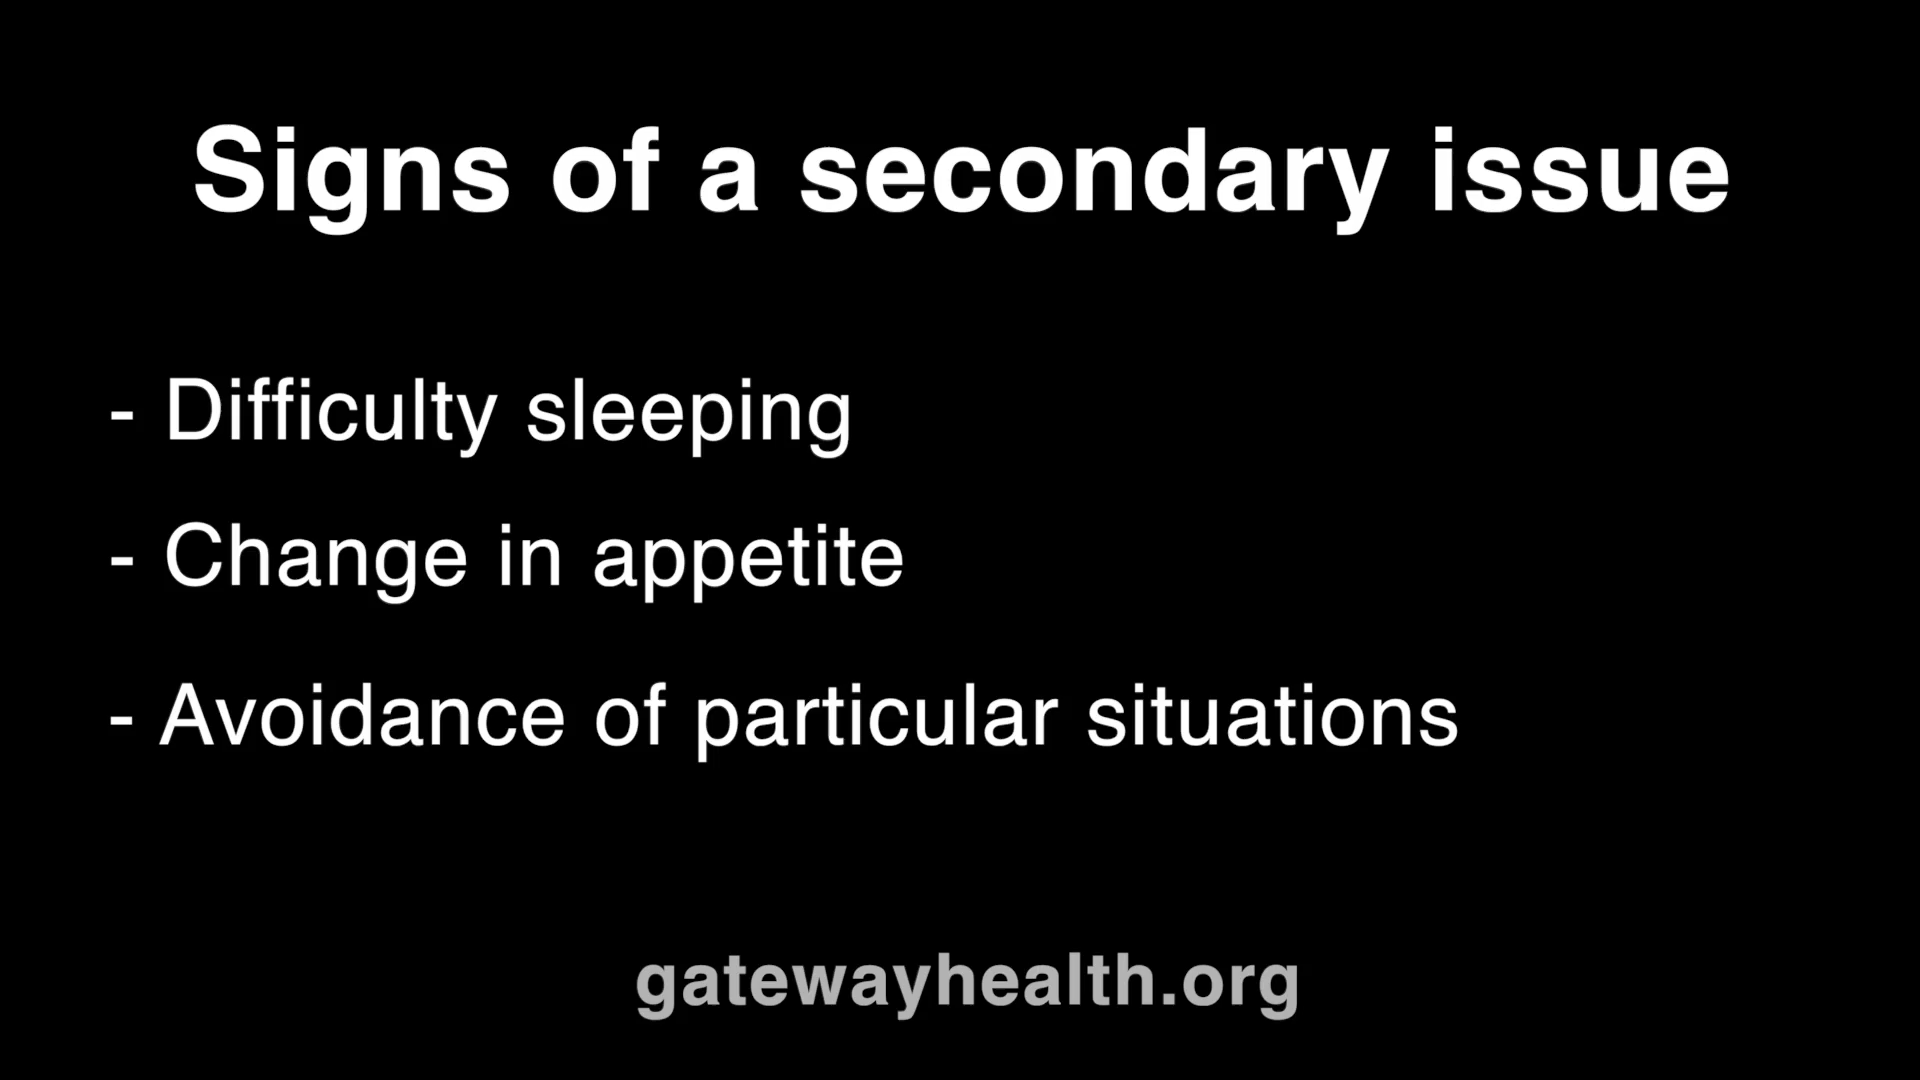 Signs of a secondary issue
- Difficulty sleeping
- Change in appetite
- Avoidance of particular situations
gatewayhealth.org